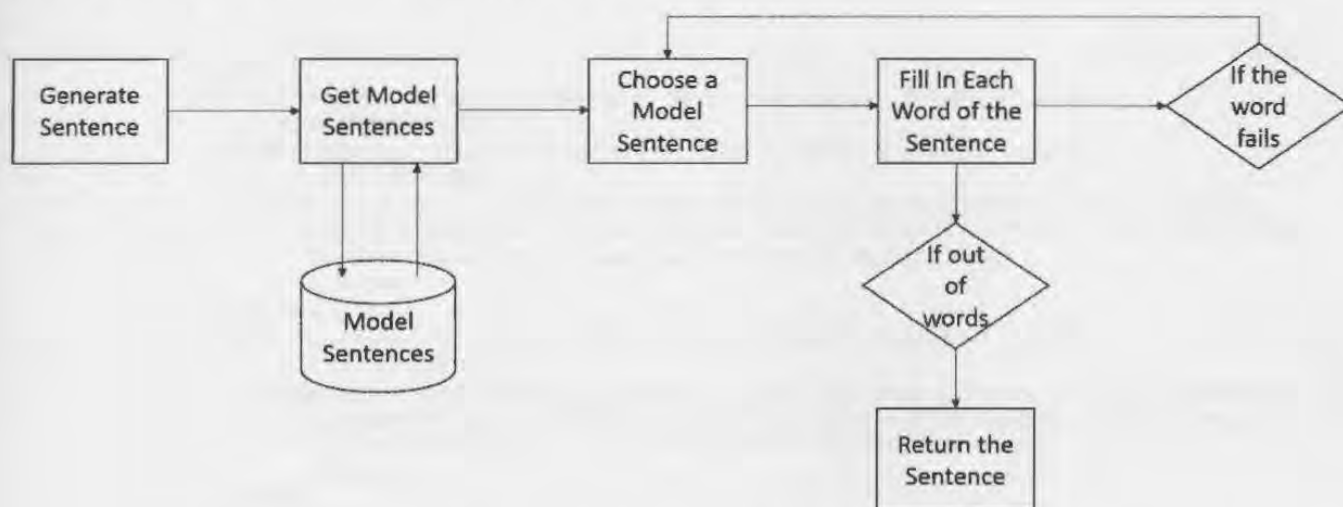 Generate
Sentence
Get Model
Sentences
Choose a
Model
Sentence
Fill In Each
Word of the
Sentence
If the
word
fails
If out
of
words
Model
Sentences
Return the
Sentence